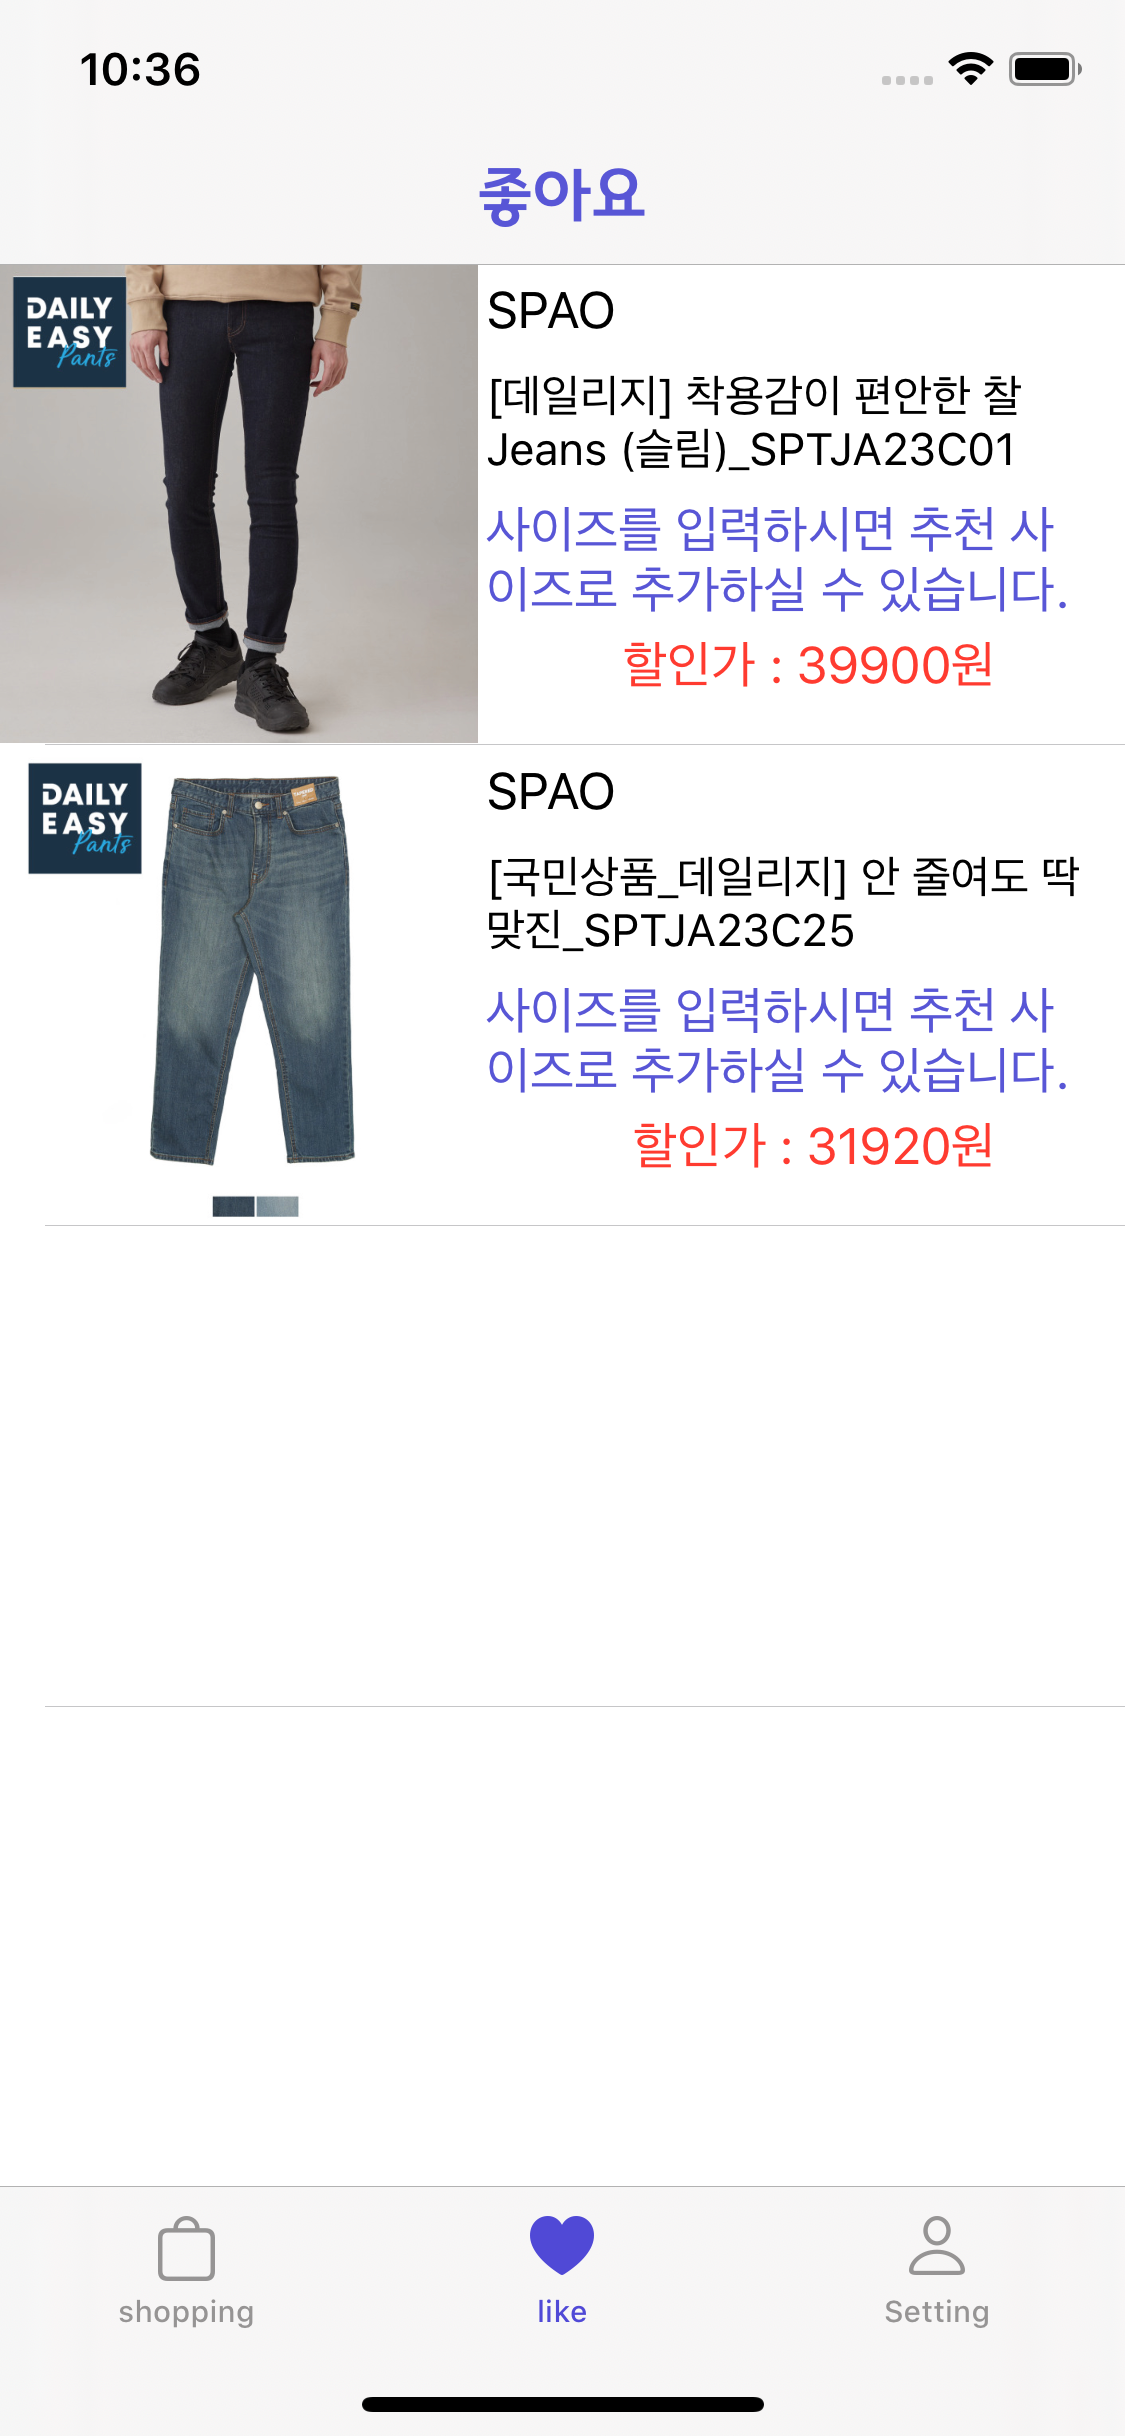 10:36
좋아요
DAILY
EASY
Pants
SPAO
[데일리지] 착용감이 편안한 찰
Jeans (슬림)_SPTJA23C01
사이즈를 입력하시면 추천 사
이즈로 추가하실 수 있습니다.
할인가 : 39900원
DAILY
EASY
Pants
SPAO
[국민상품_데일리지] 안 줄여도 딱
맞진_SPTJA23C25
사이즈를 입력하시면 추천 사
이즈로 추가하실 수 있습니다.
할인가 : 31920원
shopping
like
Setting